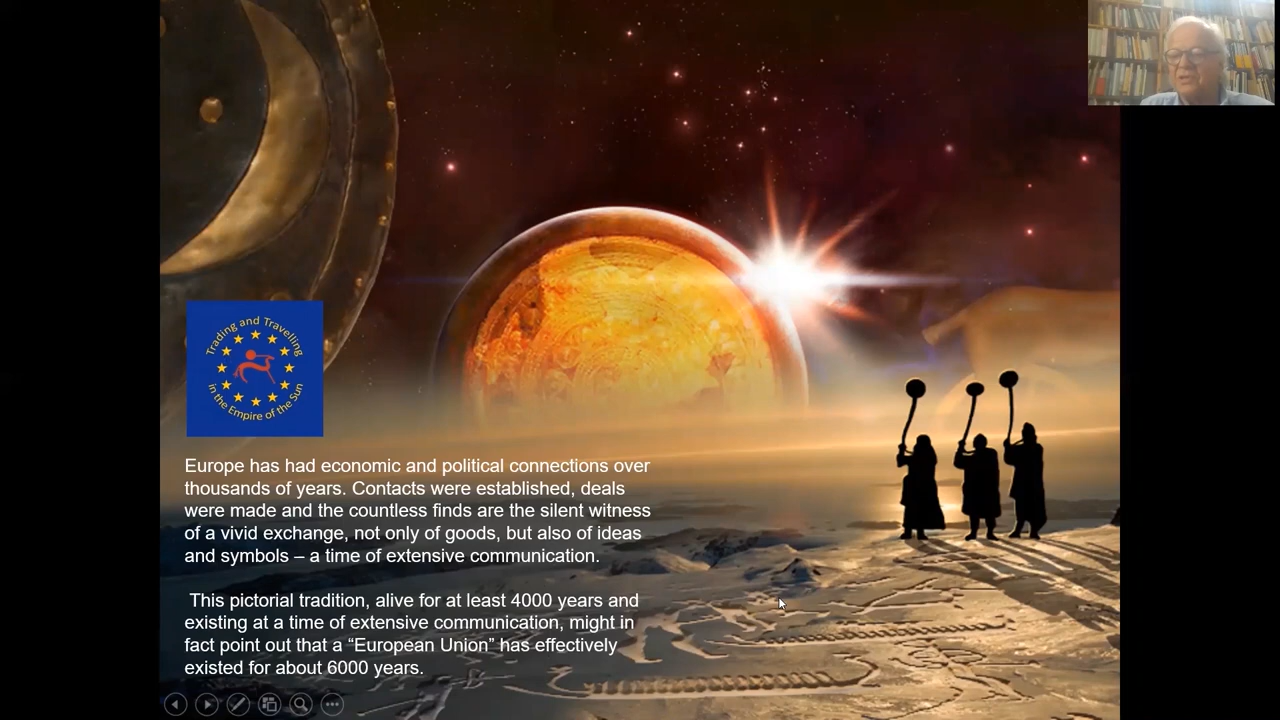 Trading and Travelling
in the Empire of the Sun
Europe has had economic and political connections over
thousands of years. Contacts were established, deals
were made and the countless finds are the silent witness
of a vivid exchange, not only of goods, but also of ideas
and symbols – a time of extensive communication.
This pictorial tradition, alive for at least 4000 years and
existing at a time of extensive communication, might in
fact point out that a “European Union” has effectively
existed for about 6000 years.